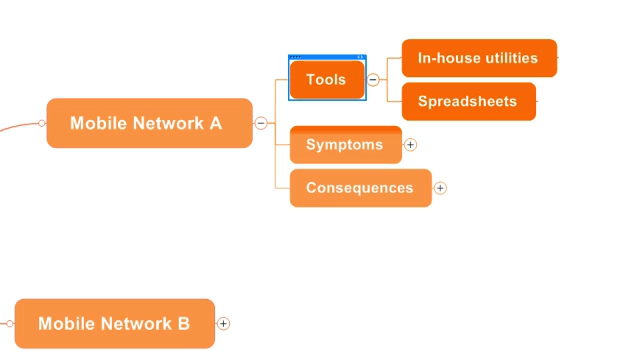 In-house utilities
Tools
Spreadsheets
Mobile Network A
Symptoms
Consequences
Mobile Network B